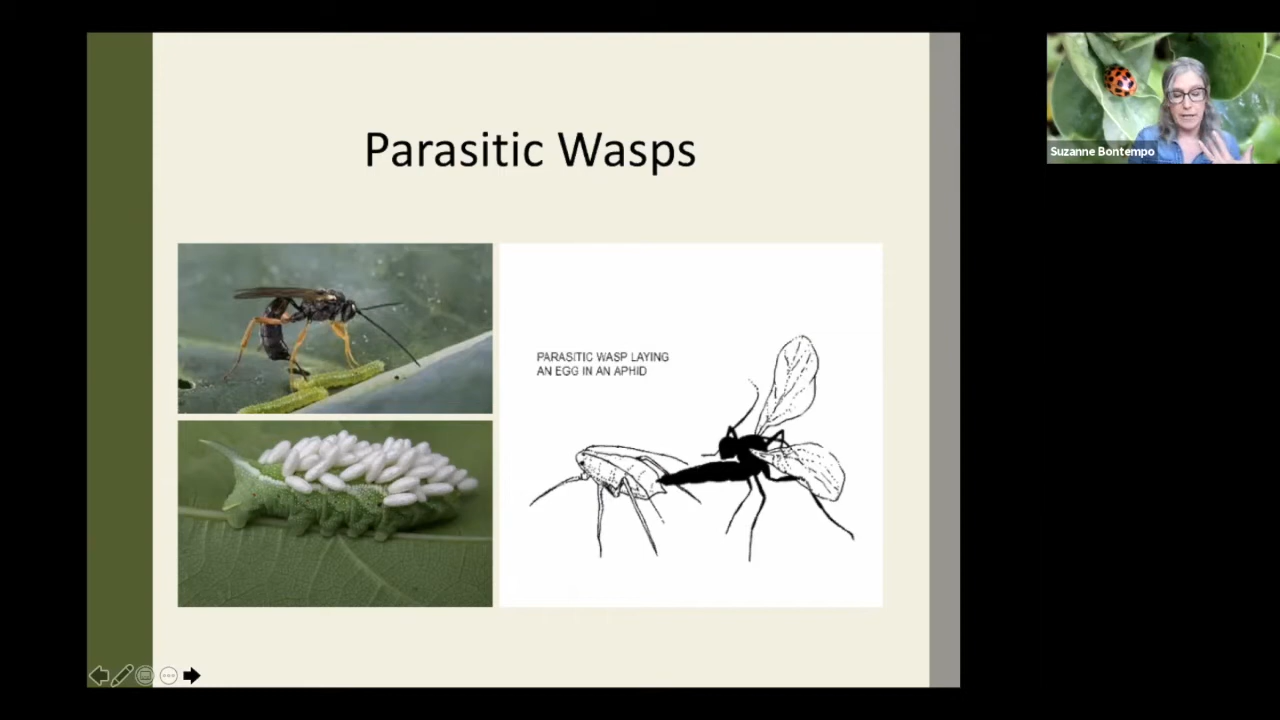 Parasitic Wasps
PARASITIC WASP LAYING
AN EGG IN AN APHID
Suzanne Bontempo